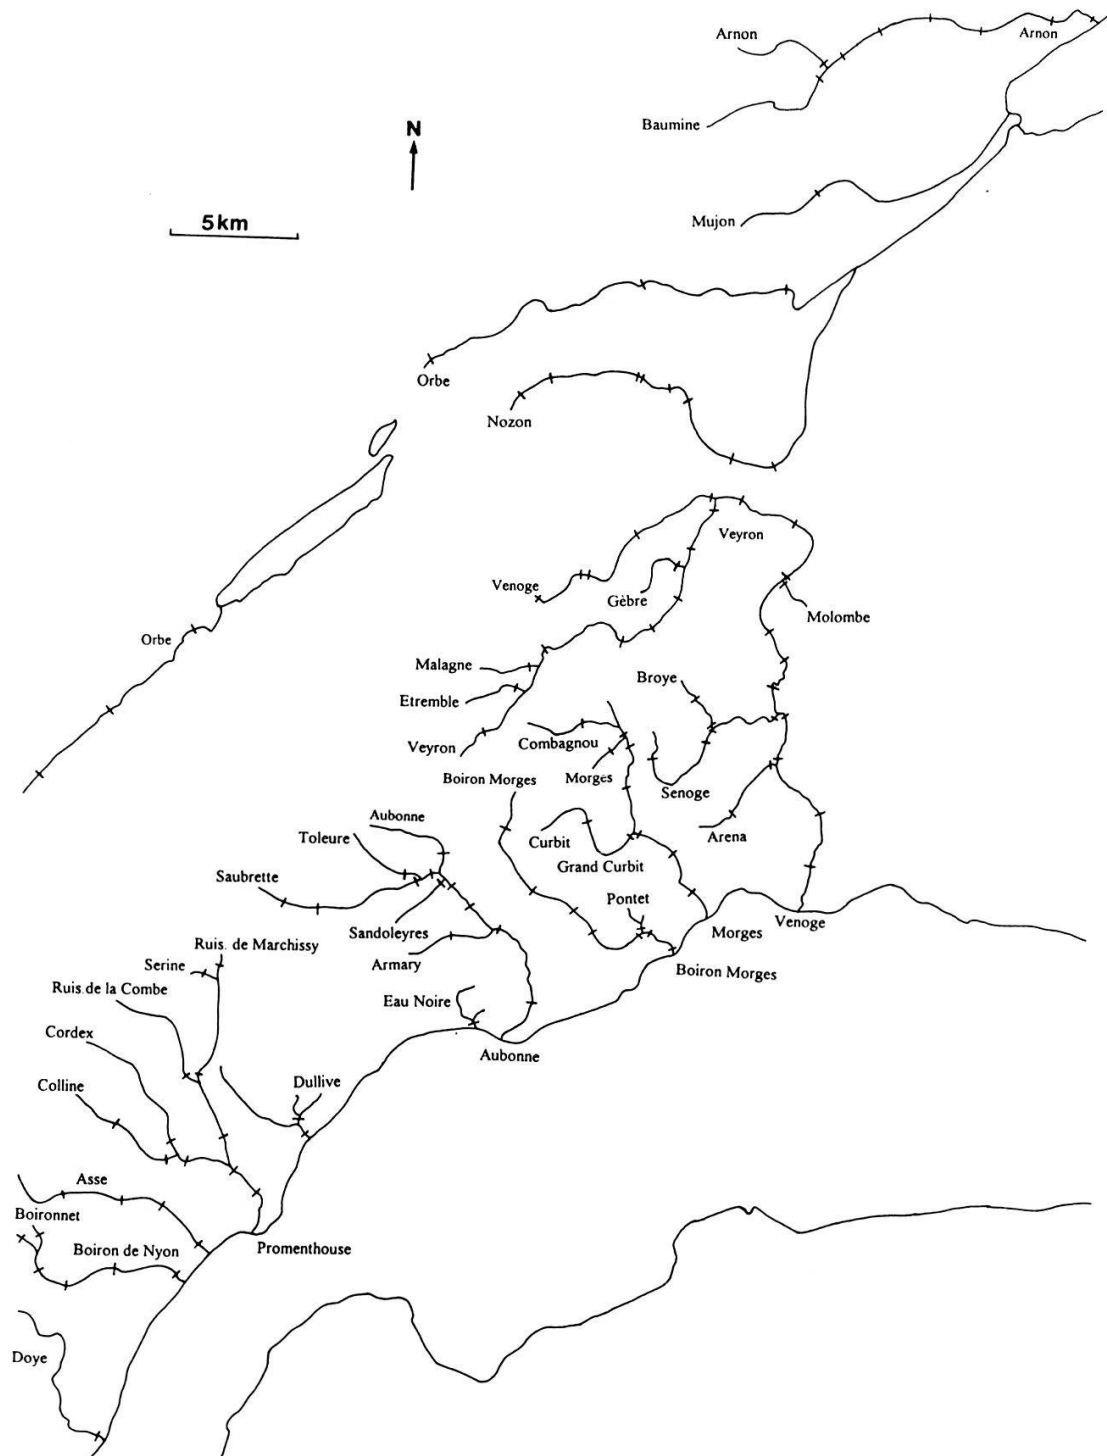 Arnon
Arnon
Baumine
N
5km
Mujon
Orbe
Nozon
Veyron
Venoge
Gèbre
Molombe
Orbe
Malagne
Broye
Etremble
Veyron
Combagnou
Boiron Morges
Morges
Senoge
Aubonne
Toleure
Curbit
Arena
Grand Curbit
Saubrette
Pontet
Sandoleyres
Morges
Venoge
Ruis. de Marchissy
Armary
Serine
Boiron Morges
Ruis. de la Combe
Eau Noire
Cordex
Aubonne
Colline
Dullive
Asse
Boironnet
Boiron de Nyon
Promenthouse
Doye